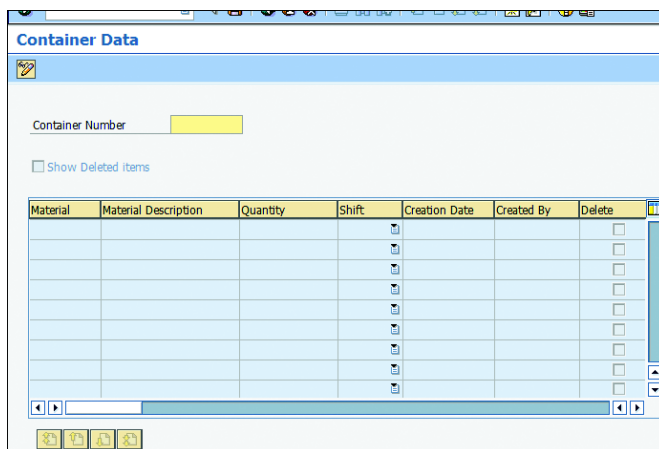 Container Data
Container Number
Show Deleted items
Material Material Description Quantity Shift Creation Date Created By Delete